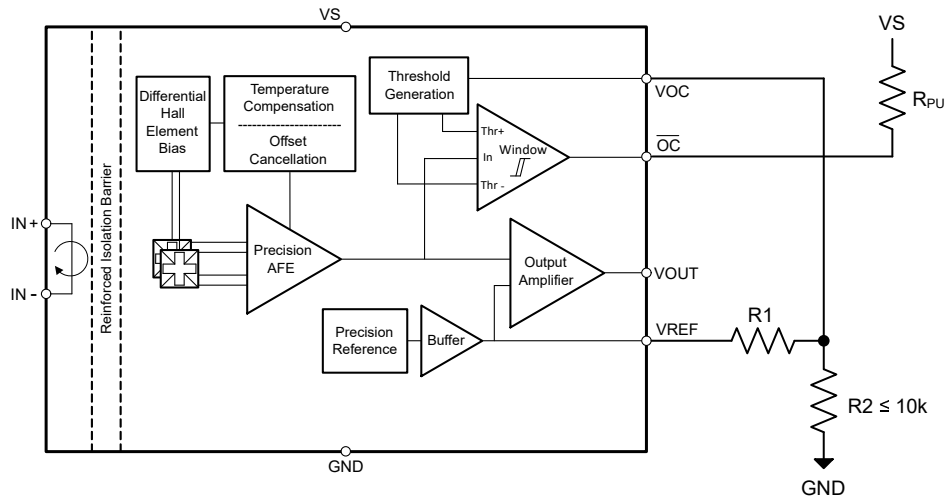 VS
VS
Differential
Hall
Element
Bias
Temperature
Compensation
Offset
Cancellation
Threshold
Generation
VOC
RPU
Thr+
Window
In
Thr -
OC
Reinforced Isolation Barrier
IN+
IN-
Precision
AFE
Output
Amplifier
VOUT
Precision
Reference
Buffer
VREF
R1
R2 ≤ 10k
GND
GND